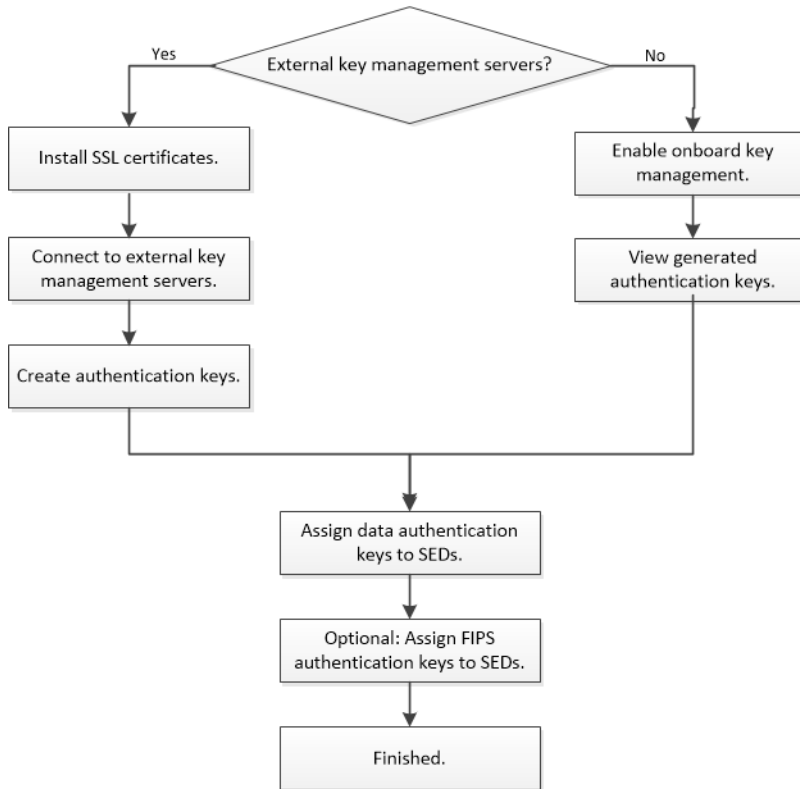 External key management servers?
Yes
No
Install SSL certificates.
Connect to external key
management servers.
Create authentication keys.
Enable onboard key
management.
View generated
authentication keys.
Assign data authentication
keys to SEDs.
Optional: Assign FIPS
authentication keys to SEDs.
Finished.